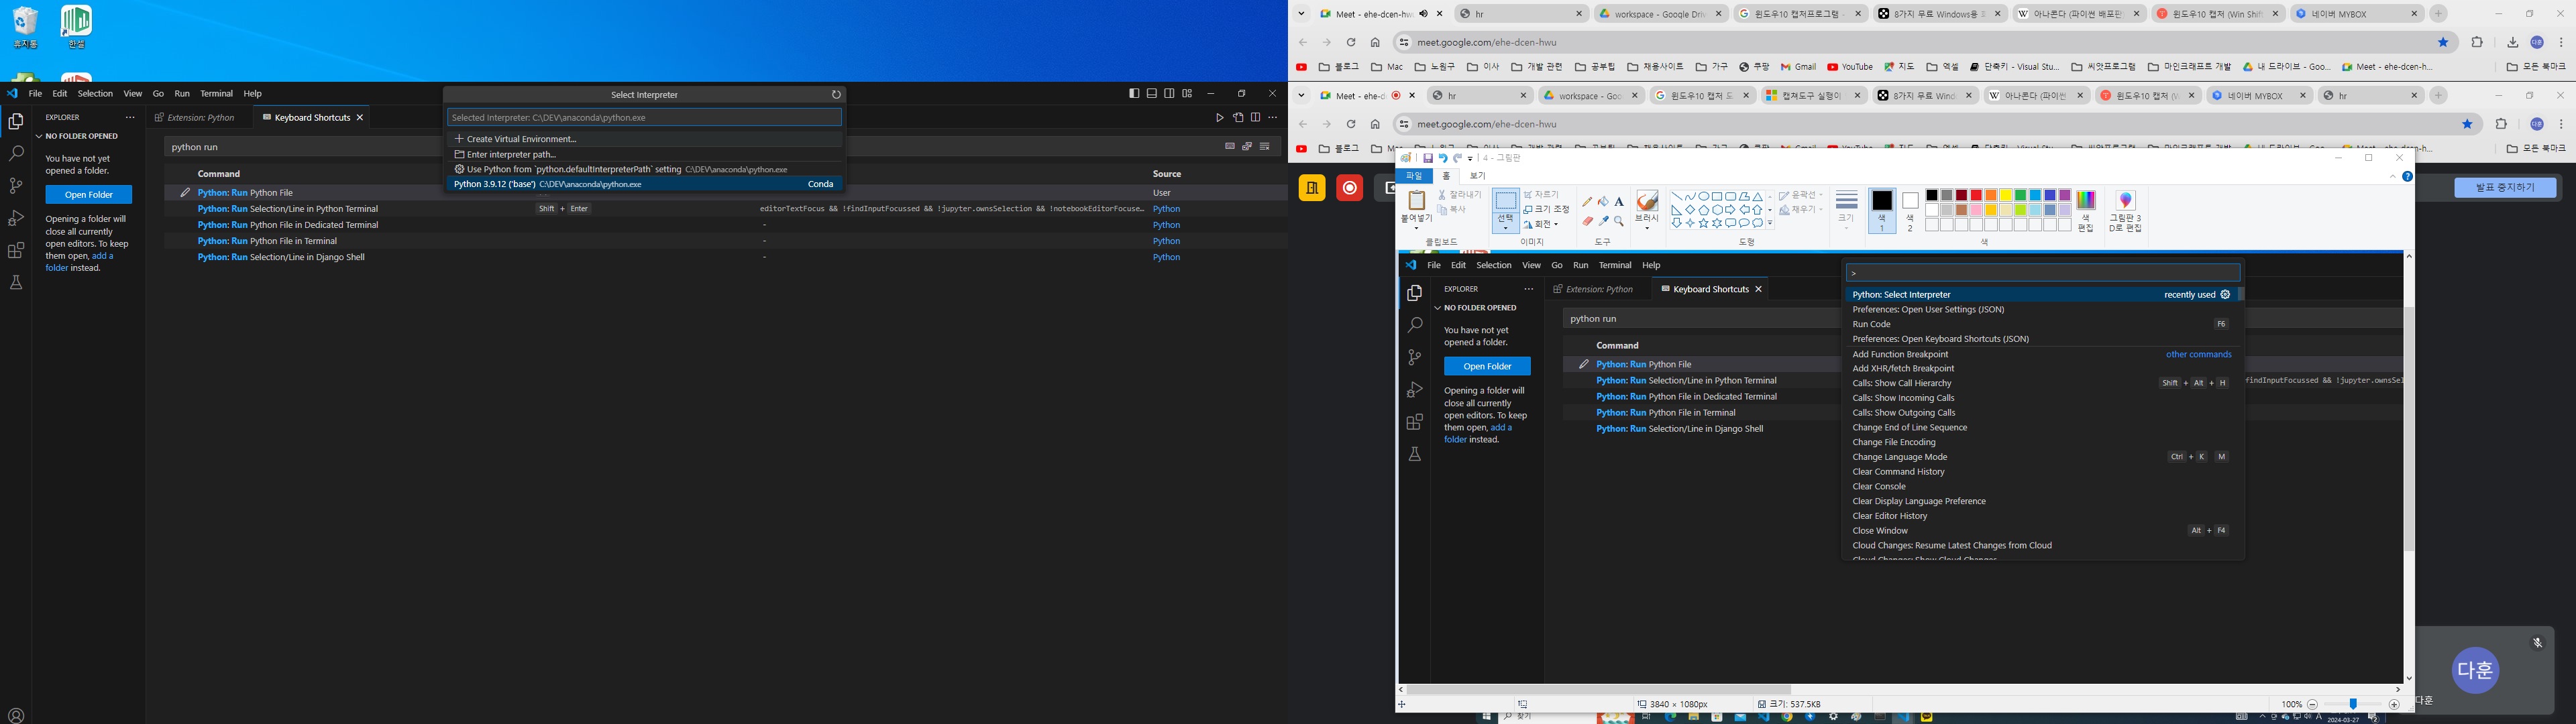 휴지통
한셀
File Edit Selection View Go Run Terminal Help
Select Interpreter
Selected Interpreter: C:\DEV\anaconda\python.exe
Create Virtual Environment...
Enter interpreter path...
Use Python from `python.defaultInterpreterPath` setting C:\DEV\anaconda\python.exe
Python 3.9.12 ('base') C:\DEV\anaconda\python.exe Conda
EXPLORER
NO FOLDER OPENED
You have not yet
opened a folder.
Open Folder
Opening a folder will
close all currently
open editors. To keep
them open, add a
folder instead.
Extension: Python
Keyboard Shortcuts
python run
Command
Source
Python: Run Python File User
Python: Run Selection/Line in Python Terminal Shift + Enter editorTextFocus && !findInputFocussed && !jupyter.ownsSelection && !notebookEditorFocuse... Python
Python: Run Python File in Dedicated Terminal - Python
Python: Run Python File in Terminal - Python
Python: Run Selection/Line in Django Shell - Python
Meet - ehe-dcen-hw
hr
workspace - Google Driv
윈도우10 캡처프로그램 -
8가지 무료 Windows용
아나콘다 (파이썬 배포판
윈도우10 캡처 (Win Shif
네이버 MYBOX
meet.google.com/ehe-dcen-hwu
다훈
블로그 Mac 노원구 이사 개발 관련 공부팁 채용사이트 가구 쿠팡 Gmail YouTube 지도 엑셀 단축키 - Visual Stu... 씨앗프로그램 마인크래프트 개발 내 드라이브 - Goo... Meet - ehe-dcen-h... 모든 북마크
Meet - ehe-d
hr
workspace - Goo
윈도우10 캡처 도
캡쳐도구 실행이
8가지 무료 Wind
아나콘다 (파이썬
윈도우10 캡처 (W
네이버 MYBOX
hr
meet.google.com/ehe-dcen-hwu
다훈
블로그
모든 북마크
발표 중지하기
4 - 그림판
파일 홈 보기
붙여넣기
잘라내기
복사
클립보드
선택
자르기
크기 조정
회전
이미지
도구
브러시
윤곽선
채우기
도형
크기
색
1
색
2
색
편집
그림판 3
D로 편집
색
File Edit Selection View Go Run Terminal Help
>
EXPLORER
NO FOLDER OPENED
You have not yet
opened a folder.
Open Folder
Opening a folder will
close all currently
open editors. To keep
them open, add a
folder instead.
Extension: Python
Keyboard Shortcuts
python run
Command
Python: Run Python File
Python: Run Selection/Line in Python Terminal
Python: Run Python File in Dedicated Terminal
Python: Run Python File in Terminal
Python: Run Selection/Line in Django Shell
Python: Select Interpreter recently used
Preferences: Open User Settings (JSON)
Run Code F6
Preferences: Open Keyboard Shortcuts (JSON)
Add Function Breakpoint other commands
Add XHR/fetch Breakpoint
Calls: Show Call Hierarchy Shift + Alt + H
Calls: Show Incoming Calls
Calls: Show Outgoing Calls
Change End of Line Sequence
Change File Encoding
Change Language Mode Ctrl + K M
Clear Command History
Clear Console
Clear Display Language Preference
Clear Editor History
Close Window Alt + F4
Cloud Changes: Resume Latest Changes from Cloud
Cloud Changes: Show Cloud Changes
findInputFocussed && !jupyter.ownsSel
3840 × 1080px
크기: 537.5KB
100%
다훈
다훈
찾기
2024-03-27